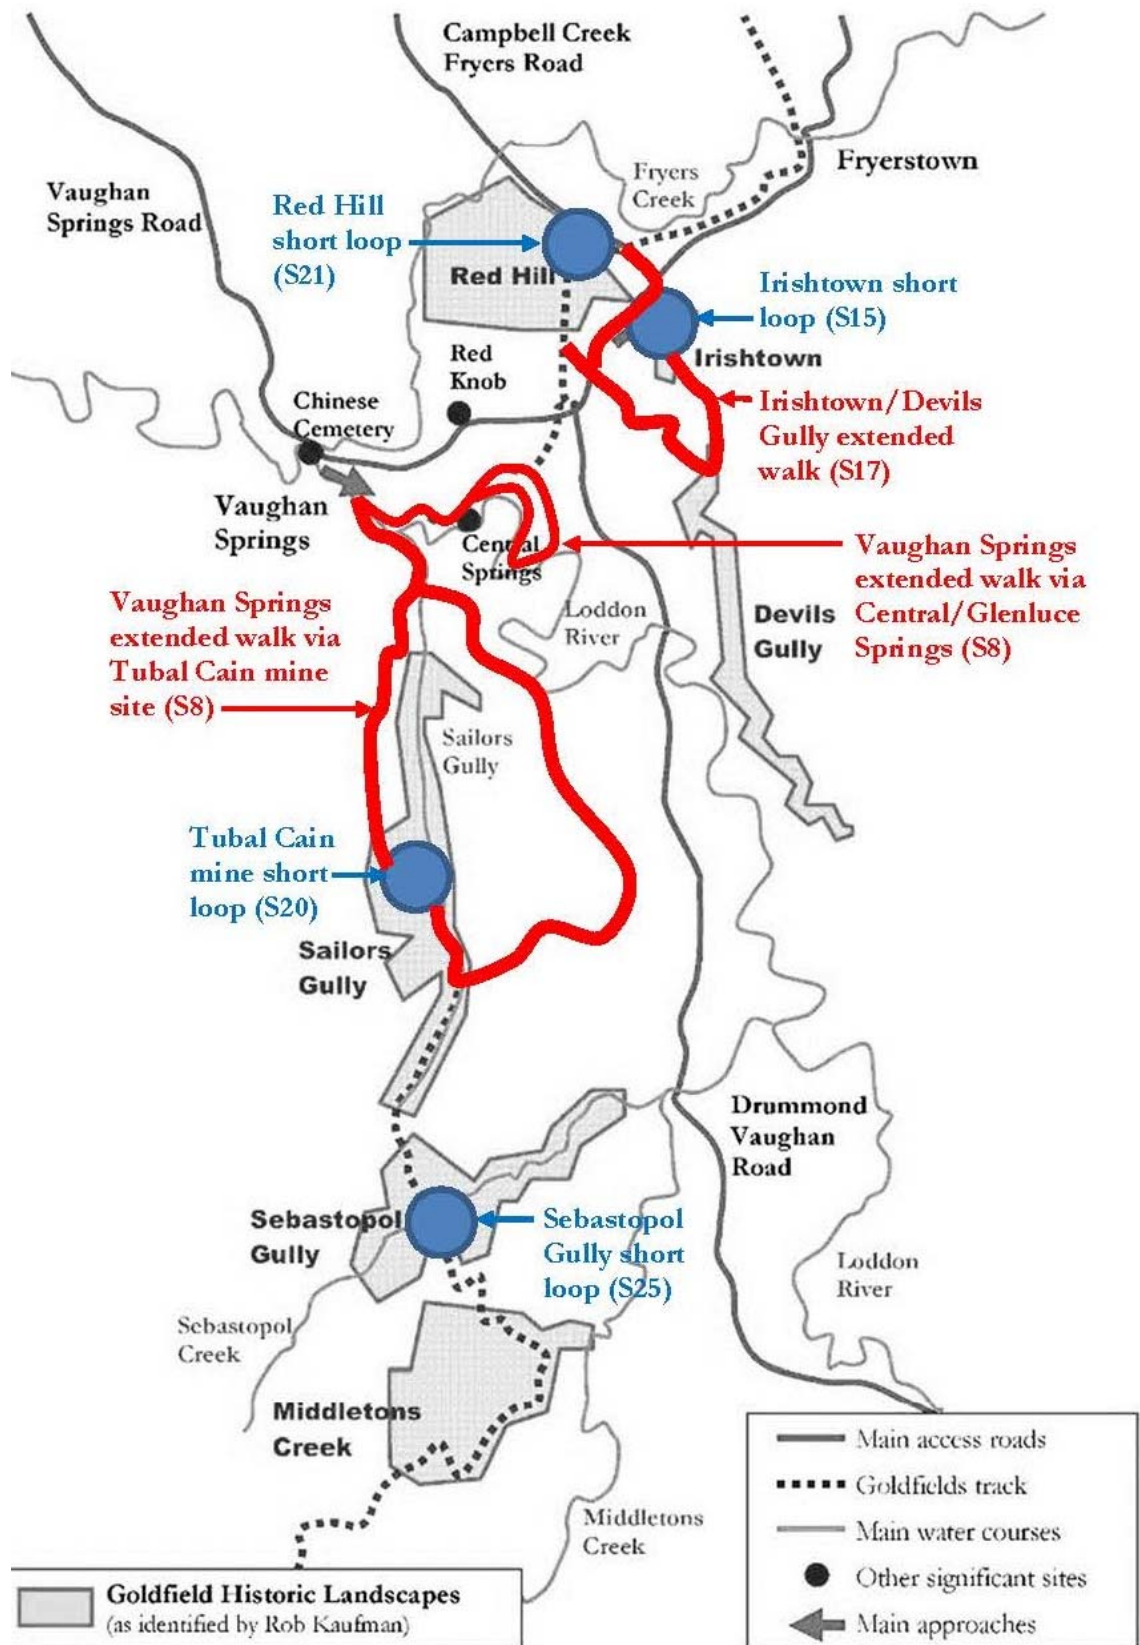 Campbell Creek
Fryers Road
Fryerstown
Fryers
Creek
Vaughan
Springs Road
Red Hill
short loop
(S21)
Red Hill
Irishtown short
loop (S15)
Irishtown
Red
Knob
Irishtown/Devils
Gully extended
walk (S17)
Chinese
Cemetery
Vaughan
Springs
Central
Springs
Vaughan Springs
extended walk via
Central/Glenluce
Springs (S8)
Vaughan Springs
extended walk via
Tubal Cain mine
site (S8)
Loddon
River
Devils
Gully
Sailors
Gully
Tubal Cain
mine short
loop (S20)
Sailors
Gully
Drummond
Vaughan
Road
Sebastopol
Gully
Sebastopol
Gully short
loop (S25)
Loddon
River
Sebastopol
Creek
Middletons
Creek
Middletons
Creek
Main access roads
Goldfields track
Main water courses
Other significant sites
Main approaches
Goldfield Historic Landscapes
(as identified by Rob Kaufman)